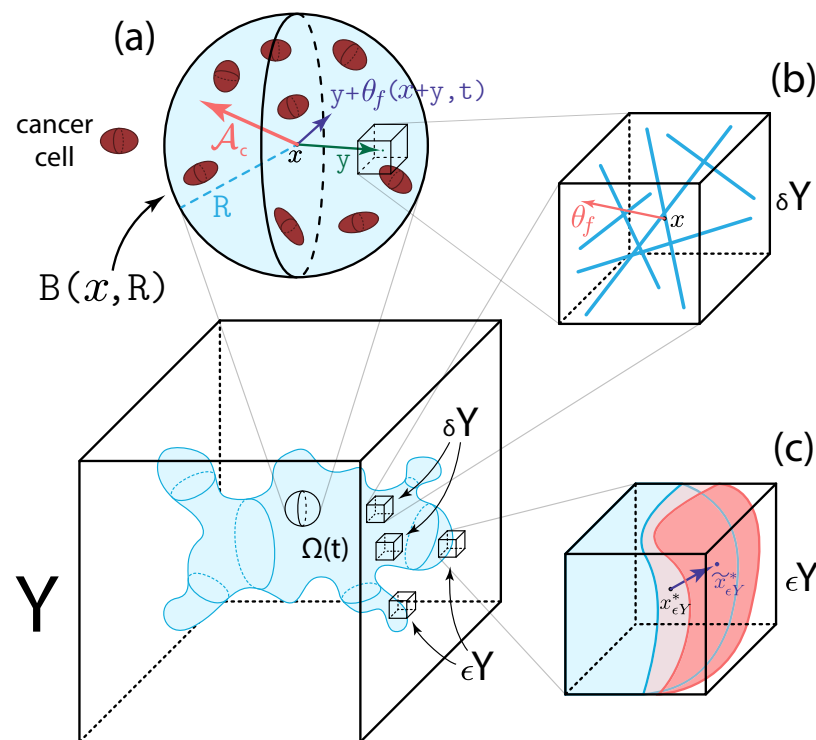 (a)
cancer
cell
𝒜c
x
y+θf(x+y,t)
y
R
B(x,R)
(b)
δY
θf
x
Y
Ω(t)
δY
ϵY
(c)
x*ϵY
x̃*ϵY
ϵY